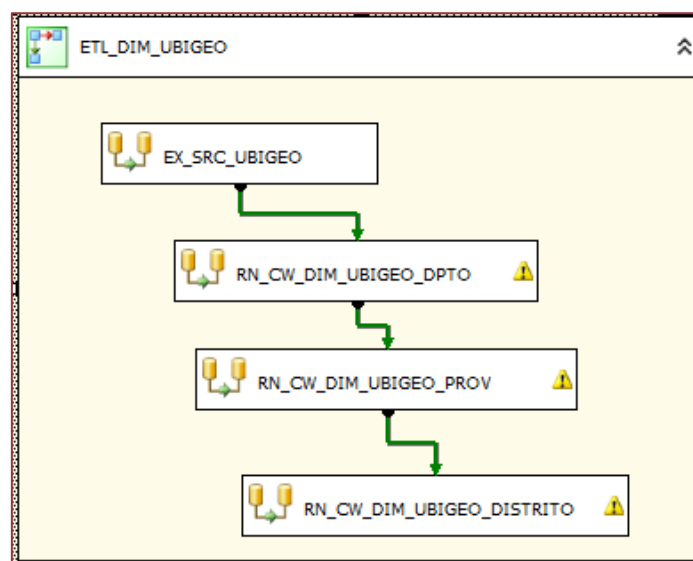 ETL_DIM_UBIGEO
EX_SRC_UBIGEO
RN_CW_DIM_UBIGEO_DPTO
RN_CW_DIM_UBIGEO_PROV
RN_CW_DIM_UBIGEO_DISTRITO